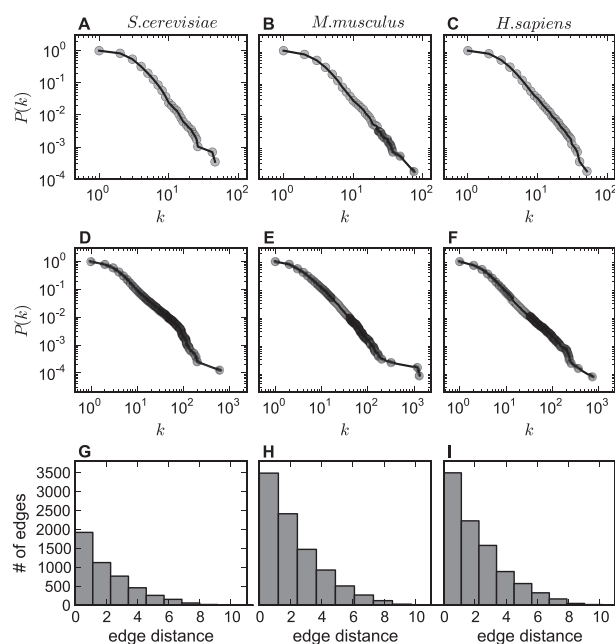 A S.cerevisiae B M.musculus C H.sapiens
10^0
10^-1
10^-2
10^-3
10^-4
P(k)
10^0 10^1 10^2 10^0 10^1 10^2 10^0 10^1 10^2
k k k
D E F
10^0
10^-1
10^-2
10^-3
10^-4
P(k)
10^0 10^1 10^2 10^3 10^0 10^1 10^2 10^3 10^0 10^1 10^2 10^3
k k k
G H I
3500
3000
2500
2000
1500
1000
500
0
# of edges
0 2 4 6 8 10 0 2 4 6 8 10 0 2 4 6 8 10
edge distance edge distance edge distance